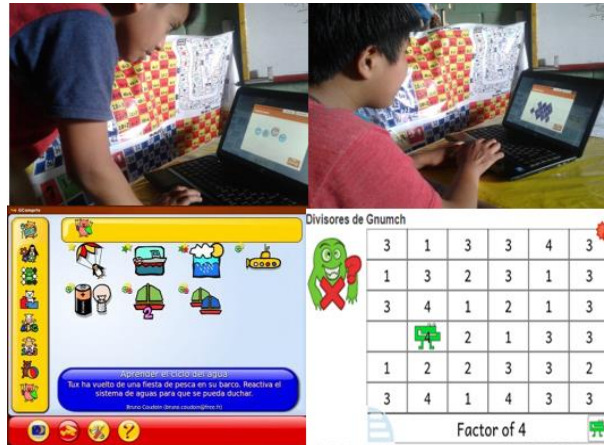 GCompris
2
Aprender el ciclo del agua
Tux ha vuelto de una fiesta de pesca en su barco. Reactiva el
sistema de aguas para que se pueda duchar.
Bruno Coudoin (bruno.coudoin@free.fr)
?
Divisores de Gnumch
3 1 3 3 4 3
1 3 2 3 1 3
3 4 1 2 1 3
4 2 1 3 3
1 2 2 3 3 2
3 4 1 4 3 3
Factor of 4